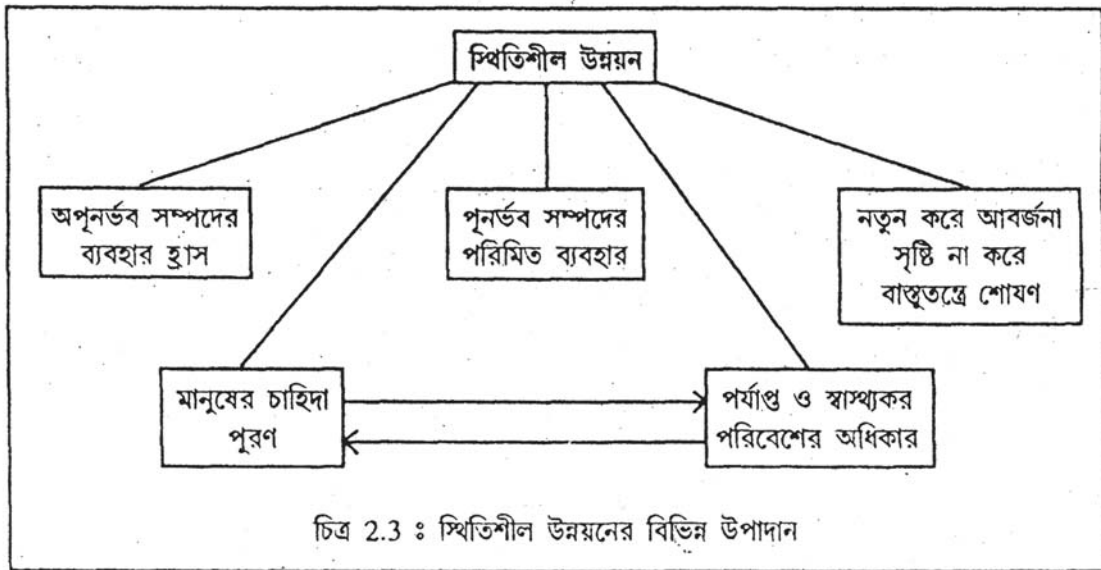 স্থিতিশীল উন্নয়ন
অপূনর্ভব সম্পদের
ব্যবহার হ্রাস
পূনর্ভব সম্পদের
পরিমিত ব্যবহার
নতুন করে আবর্জনা
সৃষ্টি না করে
বাস্তুতন্ত্রে শোষণ
মানুষের চাহিদা
পূরণ
পর্যাপ্ত ও স্বাস্থ্যকর
পরিবেশের অধিকার
চিত্র 2.3 ঃ স্থিতিশীল উন্নয়নের বিভিন্ন উপাদান